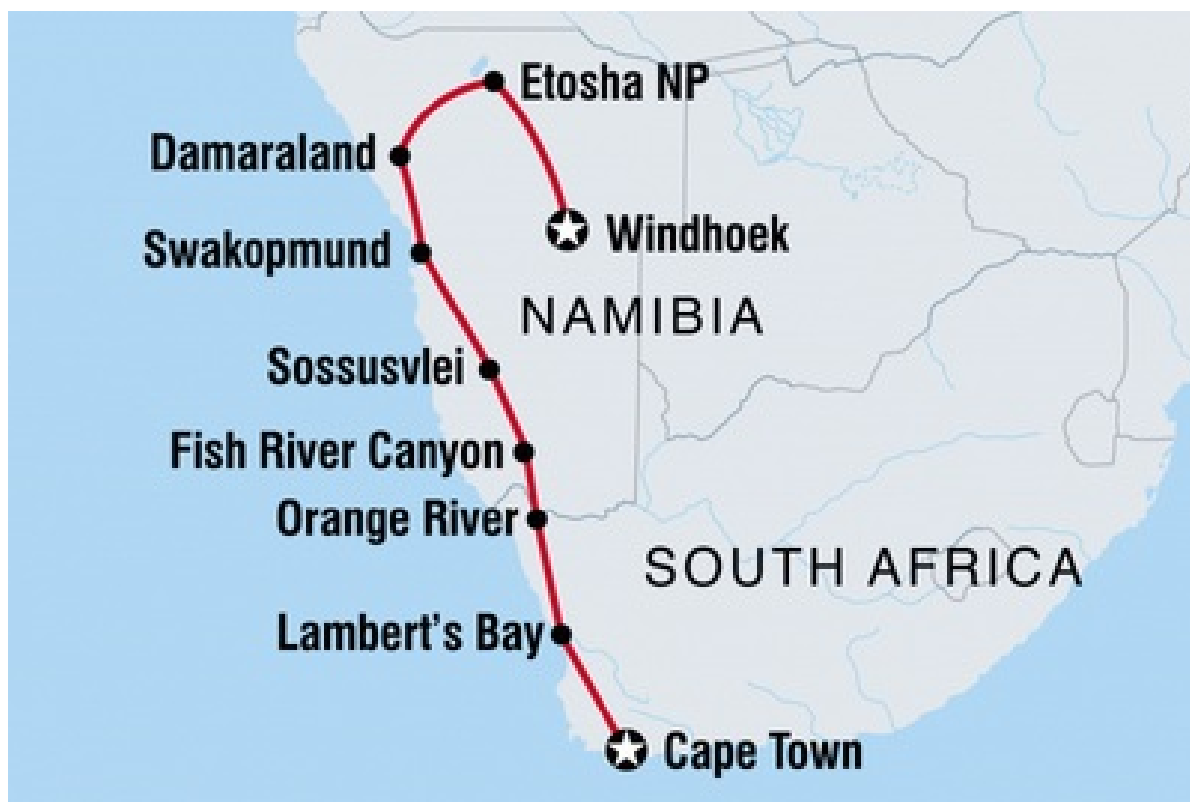 Etosha NP
Damaraland
Windhoek
Swakopmund
NAMIBIA
Sossusvlei
Fish River Canyon
Orange River
SOUTH AFRICA
Lambert's Bay
Cape Town